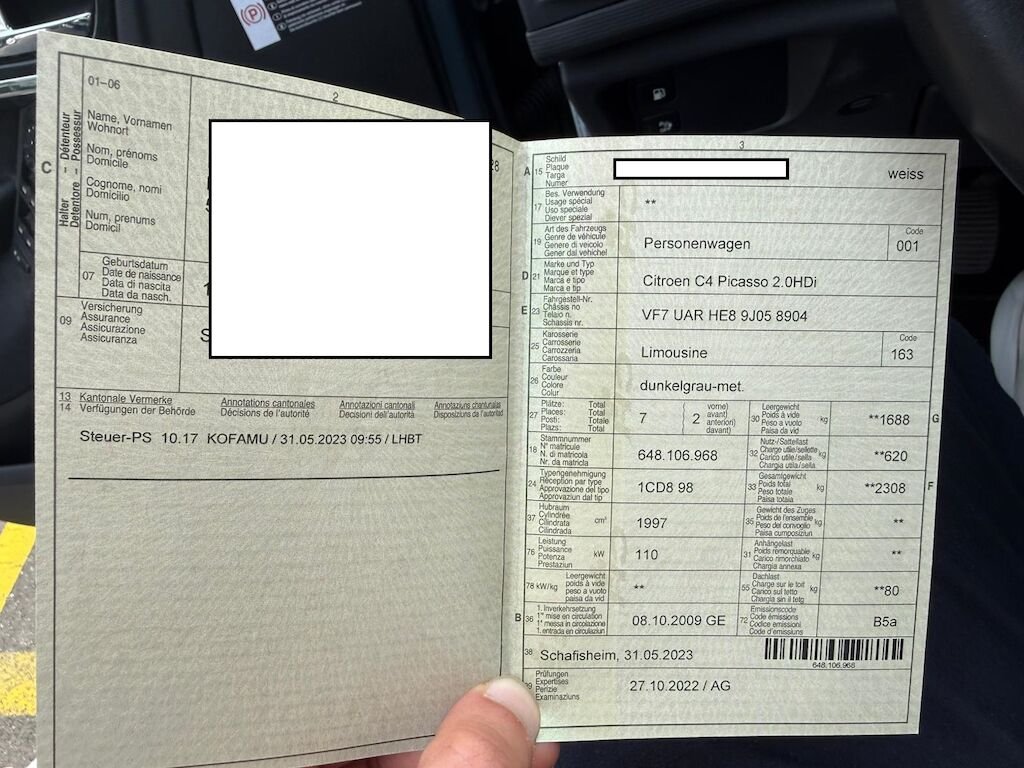 2
C
Halter – Détenteur
Detentore – Possessur
01–06
Name, Vornamen
Wohnort
Nom, prénoms
Domicile
Cognome, nomi
Domicilio
Num, prenums
Domicil
07
Geburtsdatum
Date de naissance
Data di nascita
Data da nasch.
09
Versicherung
Assurance
Assicurazione
Assicuranza
S
13 Kantonale Vermerke
14 Verfügungen der Behörde
Annotations cantonales
Décisions de l'autorité
Annotazioni cantonali
Decisioni dell'autorità
Annotaziuns chantunalas
Disposiziuns da l'autoritad
Steuer-PS 10.17 KOFAMU / 31.05.2023 09:55 / LHBT
3
A 15
Schild
Plaque
Targa
Numer
weiss
17
Bes. Verwendung
Usage spécial
Uso speciale
Diever spezial
**
19
Art des Fahrzeugs
Genre de véhicule
Genere di veicolo
Gener dal vehichel
Personenwagen
Code
001
D 21
Marke und Typ
Marque et type
Marca e tipo
Marca e tip
Citroen C4 Picasso 2.0HDi
E 23
Fahrgestell-Nr.
Châssis no
Telaio n.
Schassis nr.
VF7 UAR HE8 9J05 8904
25
Karosserie
Carrosserie
Carrozzeria
Carossaria
Limousine
Code
163
26
Farbe
Couleur
Colore
Colur
dunkelgrau-met.
27
Plätze: Total
Places: Total
Posti: Totale
Plazs: Total
7
2
vorne)
avant)
anteriori)
davant)
30
Leergewicht
Poids à vide
Peso a vuoto
Paisa da vid
kg
**1688
G
18
Stammnummer
N° matricule
N. di matricola
Nr. da matricla
648.106.968
32
Nutz-/Sattellast
Charge utile/sellette
Carico utile/sella
Chargia utila/sella
kg
**620
24
Typengenehmigung
Réception par type
Approvazione del tipo
Approvaziun dal tip
1CD8 98
33
Gesamtgewicht
Poids total
Peso totale
Paisa totala
kg
**2308
F
37
Hubraum
Cylindrée
Cilindrata
Cilindrada
cm³
1997
35
Gewicht des Zuges
Poids de l'ensemble
Peso del convoglio
Paisa cumposiziun
kg
**
76
Leistung
Puissance
Potenza
Prestaziun
kW
110
31
Anhängelast
Poids remorquable
Carico rimorchiato
Chargia annexa
kg
**
78 kW/kg
Leergewicht
poids à vide
peso a vuoto
paisa da vid
**
55
Dachlast
Charge sur le toit
Carico sul tetto
Chargia sin il tetg
kg
**80
B 36
1. Inverkehrsetzung
1re mise en circulation
1a messa in circolazione
1. entrada en circulaziun
08.10.2009 GE
72
Emissionscode
Code émissions
Codice emissioni
Code d'emissiuns
B5a
38
Schafisheim, 31.05.2023
648.106.968
39
Prüfungen
Expertises
Perizie
Examinaziuns
27.10.2022 / AG